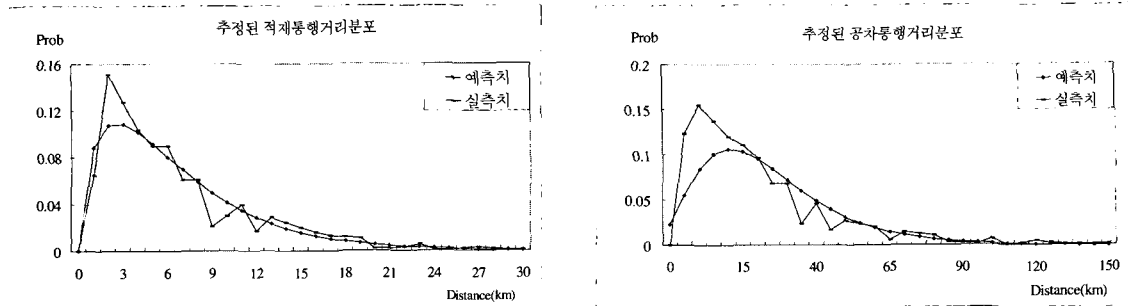 추정된 적재통행거리분포
Prob
0.16
0.12
0.08
0.04
0
예측치
실측치
0 3 6 9 12 15 18 21 24 27 30
Distance(km)
추정된 공차통행거리분포
Prob
0.2
0.15
0.1
0.05
0
예측치
실측치
0 15 40 65 90 120 150
Distance(km)